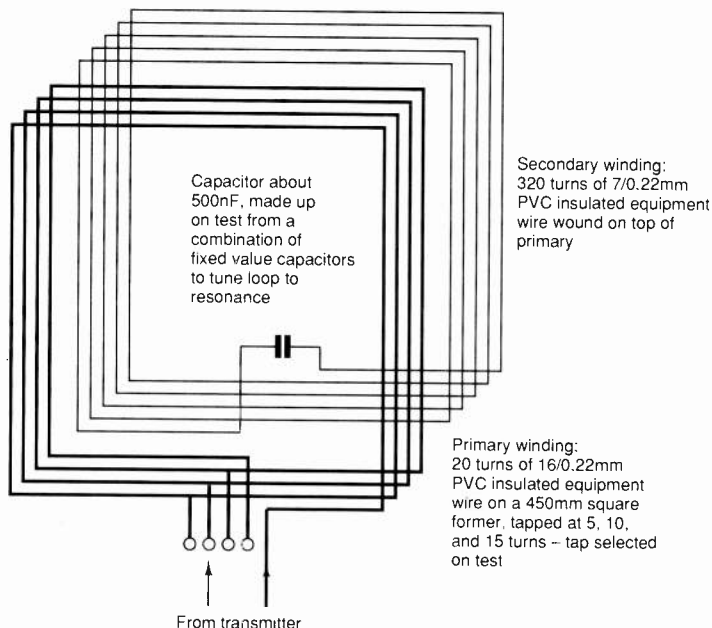 Capacitor about
500nF, made up
on test from a
combination of
fixed value capacitors
to tune loop to
resonance
Secondary winding:
320 turns of 7/0.22mm
PVC insulated equipment
wire wound on top of
primary
Primary winding:
20 turns of 16/0.22mm
PVC insulated equipment
wire on a 450mm square
former, tapped at 5, 10,
and 15 turns – tap selected
on test
From transmitter